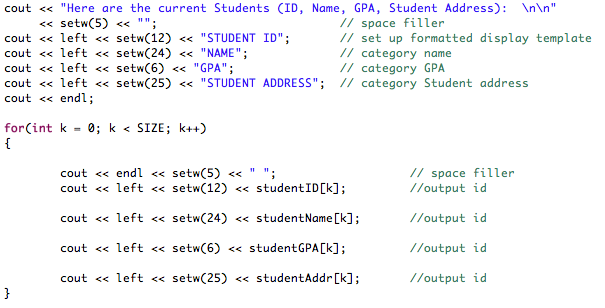 cout << "Here are the current Students (ID, Name, GPA, Student Address):  \n\n"
     << setw(5) << "";                          // space filler
cout << left << setw(12) << "STUDENT ID";       // set up formatted display template
cout << left << setw(24) << "NAME";             // category name
cout << left << setw(6) << "GPA";               // category GPA
cout << left << setw(25) << "STUDENT ADDRESS";  // category Student address
cout << endl;
for(int k = 0; k < SIZE; k++)
{
        cout << endl << setw(5) << " ";                   // space filler
        cout << left << setw(12) << studentID[k];         //output id
        cout << left << setw(24) << studentName[k];       //output id
        cout << left << setw(6) << studentGPA[k];         //output id
        cout << left << setw(25) << studentAddr[k];       //output id
}